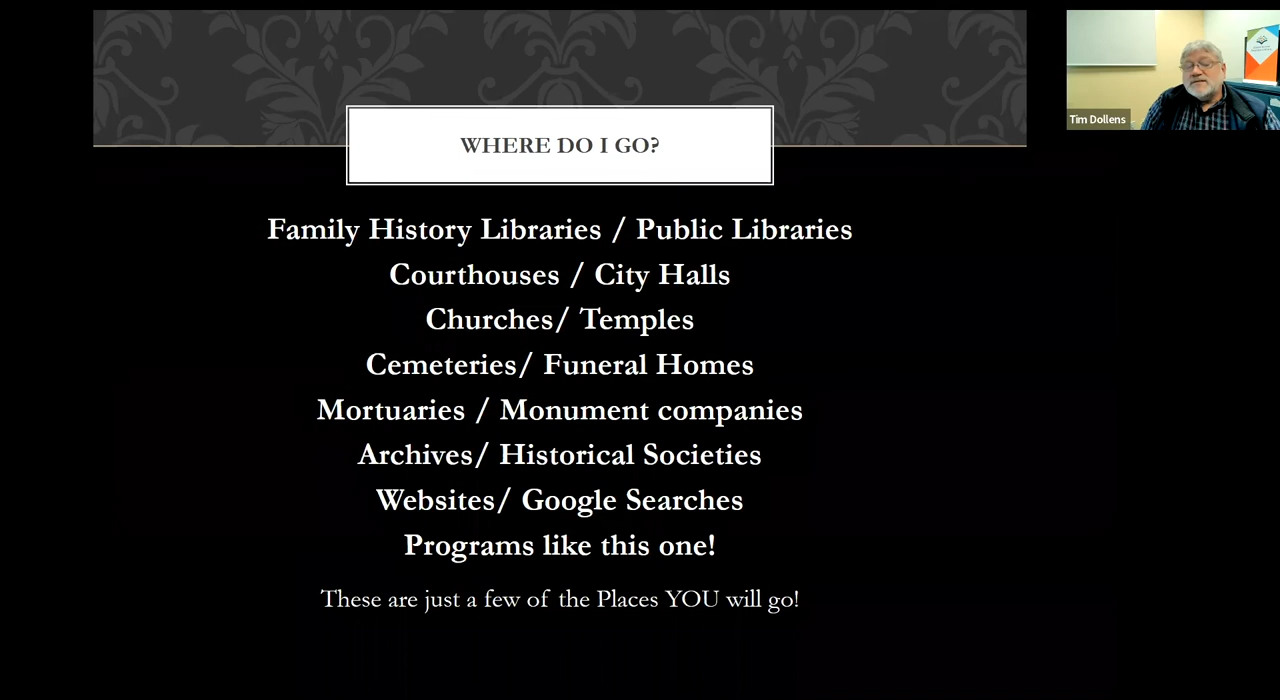 WHERE DO I GO?
Tim Dollens
Family History Libraries / Public Libraries
Courthouses / City Halls
Churches/ Temples
Cemeteries/ Funeral Homes
Mortuaries / Monument companies
Archives/ Historical Societies
Websites/ Google Searches
Programs like this one!
These are just a few of the Places YOU will go!